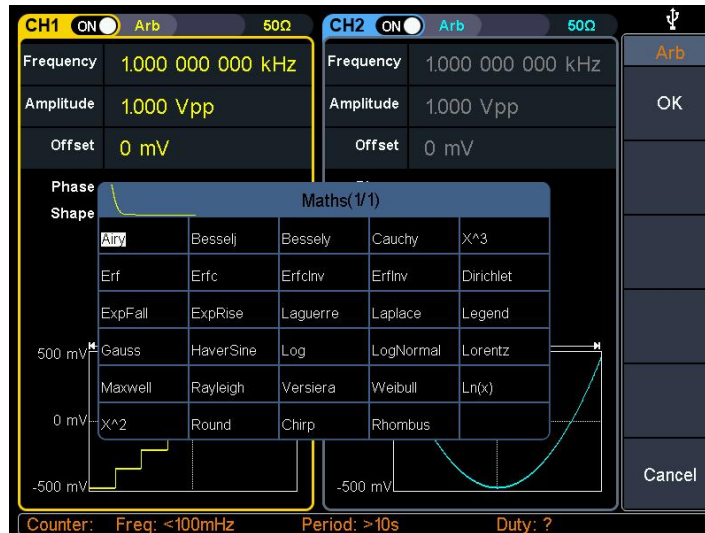 CH1 ON Arb 50Ω
Frequency 1.000 000 000 kHz
Amplitude 1.000 Vpp
Offset 0 mV
Phase
Shape
500 mV
0 mV
-500 mV
CH2 ON Arb 50Ω
Frequency 1.000 000 000 kHz
Amplitude 1.000 Vpp
Offset 0 mV
-500 mV
Maths(1/1)
Airy Besselj Bessely Cauchy X^3
Erf Erfc ErfcInv ErfInv Dirichlet
ExpFall ExpRise Laguerre Laplace Legend
Gauss HaverSine Log LogNormal Lorentz
Maxwell Rayleigh Versiera Weibull Ln(x)
X^2 Round Chirp Rhombus
Arb
OK
Cancel
Counter: Freq: <100mHz Period: >10s Duty: ?